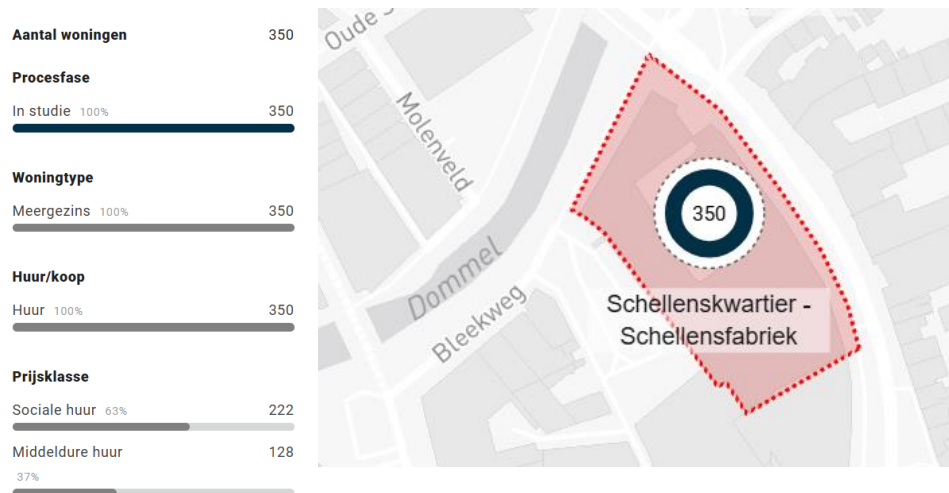 Aantal woningen 350
Procesfase
In studie 100% 350
Woningtype
Meergezins 100% 350
Huur/koop
Huur 100% 350
Prijsklasse
Sociale huur 63% 222
Middeldure huur 128
37%
Oude
Molenveld
Dommel
Bleekweg
350
Schellenskwartier -
Schellensfabriek